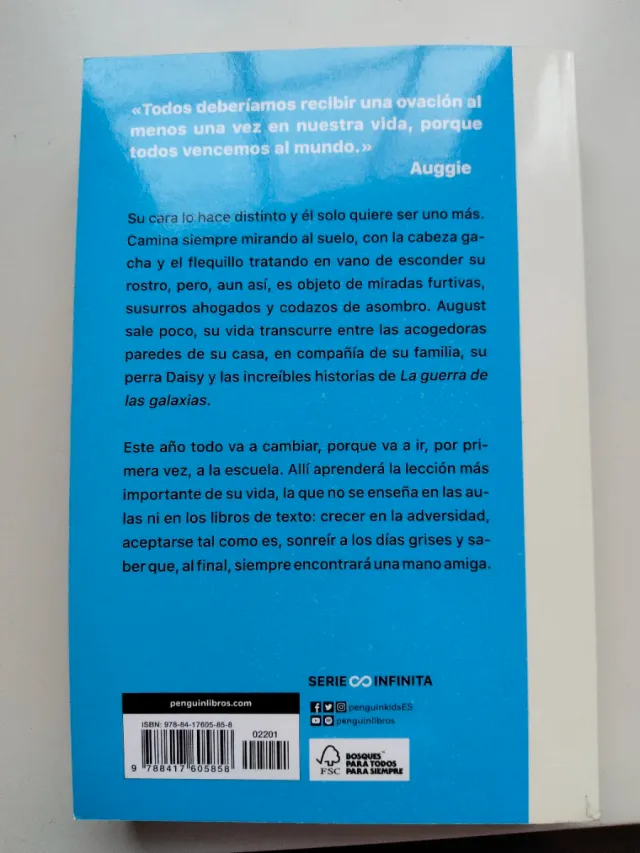 «Todos deberíamos recibir una ovación al
menos una vez en nuestra vida, porque
todos vencemos al mundo.»
Auggie
Su cara lo hace distinto y él solo quiere ser uno más.
Camina siempre mirando al suelo, con la cabeza ga-
cha y el flequillo tratando en vano de esconder su
rostro, pero, aun así, es objeto de miradas furtivas,
susurros ahogados y codazos de asombro. August
sale poco, su vida transcurre entre las acogedoras
paredes de su casa, en compañía de su familia, su
perra Daisy y las increíbles historias de La guerra de
las galaxias.
Este año todo va a cambiar, porque va a ir, por pri-
mera vez, a la escuela. Allí aprenderá la lección más
importante de su vida, la que no se enseña en las au-
las ni en los libros de texto: crecer en la adversidad,
aceptarse tal como es, sonreír a los días grises y sa-
ber que, al final, siempre encontrará una mano amiga.
SERIE INFINITA
penguinkidsES
penguinlibros
penguinlibros.com
ISBN: 978-84-17605-85-8
02201
9 788417 605858
FSC
BOSQUES
PARA TODOS
PARA SIEMPRE